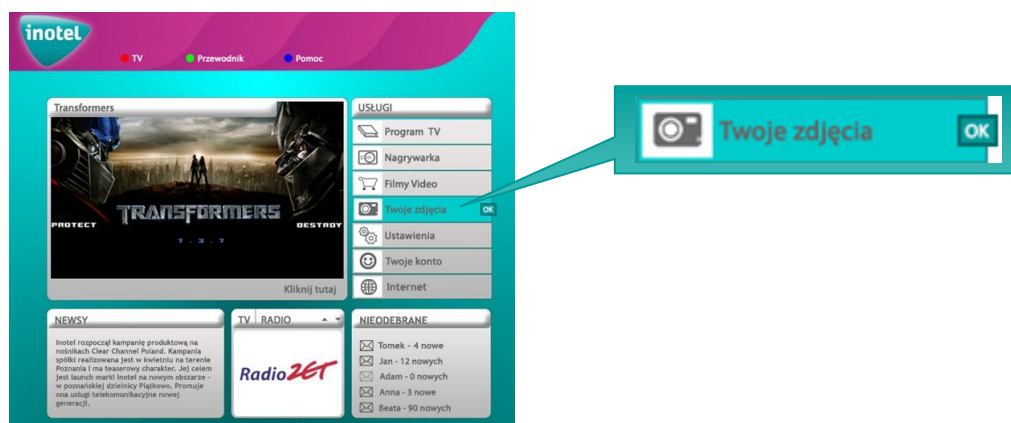 inotel
TV Przewodnik Pomoc
Transformers
PROTECT
TRANSFORMERS
DESTROY
7.3.7
Kliknij tutaj
USŁUGI
Program TV
Nagrywarka
Filmy Video
Twoje zdjęcia OK
Ustawienia
Twoje konto
Internet
Twoje zdjęcia OK
NEWSY
Inotel rozpoczął kampanię produktową na
nośnikach Clear Channel Poland. Kampania
spółki realizowana jest w kwietniu na terenie
Poznania i ma teaserowy charakter. Jej celem
jest launch marki Inotel na nowym obszarze -
w poznańskiej dzielnicy Piątkowo. Promuje
ona usługi telekomunikacyjne nowej
generacji.
TV RADIO
Radio ZET
NIEODEBRANE
Tomek - 4 nowe
Jan - 12 nowych
Adam - 0 nowych
Anna - 3 nowe
Beata - 90 nowych